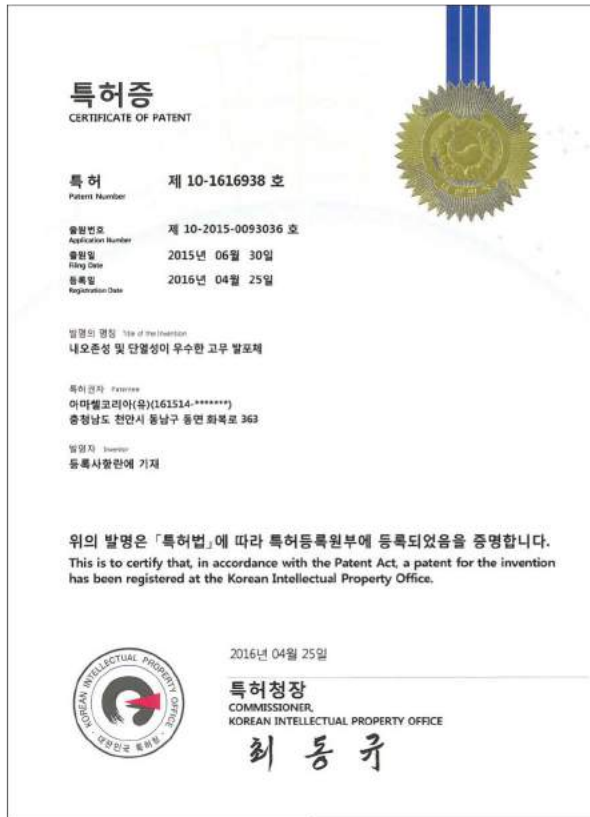 특허증
CERTIFICATE OF PATENT
특 허 제 10-1616938 호
Patent Number
출원번호 제 10-2015-0093036 호
Application Number
출원일 2015년 06월 30일
Filing Date
등록일 2016년 04월 25일
Registration Date
발명의 명칭 Title of the Invention
내오존성 및 단열성이 우수한 고무 발포체
특허권자 Patentee
아마쎌코리아(유)(161514-*******)
충청남도 천안시 동남구 동면 화복로 363
발명자 Inventor
등록사항란에 기재
위의 발명은 「특허법」에 따라 특허등록원부에 등록되었음을 증명합니다.
This is to certify that, in accordance with the Patent Act, a patent for the invention
has been registered at the Korean Intellectual Property Office.
2016년 04월 25일
특허청장
COMMISSIONER,
KOREAN INTELLECTUAL PROPERTY OFFICE
최동규
KOREAN INTELLECTUAL PROPERTY OFFICE
· 대한민국 특허청 ·